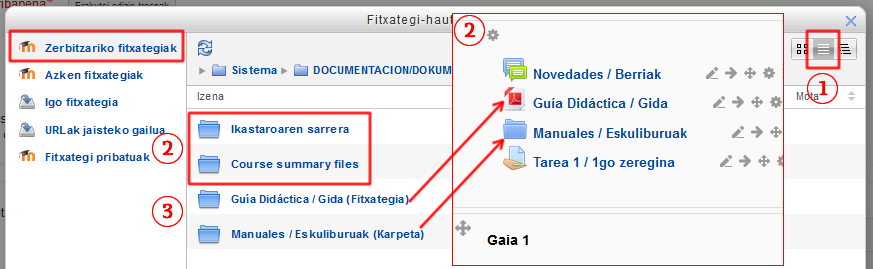 Erakutsi edizio tresnak
Fitxategi-hau
Zerbitzariko fitxategiak
Azken fitxategiak
Igo fitxategia
URLak jaisteko gailua
Fitxategi pribatuak
Sistema
DOCUMENTACION/DOKUM
Izena
Mota
Ikastaroaren sarrera
Course summary files
Guía Didáctica / Gida (Fitxategia)
Manuales / Eskuliburuak (Karpeta)
2
3
2
Novedades / Berriak
Guía Didáctica / Gida
Manuales / Eskuliburuak
Tarea 1 / 1go zeregina
Gaia 1
1